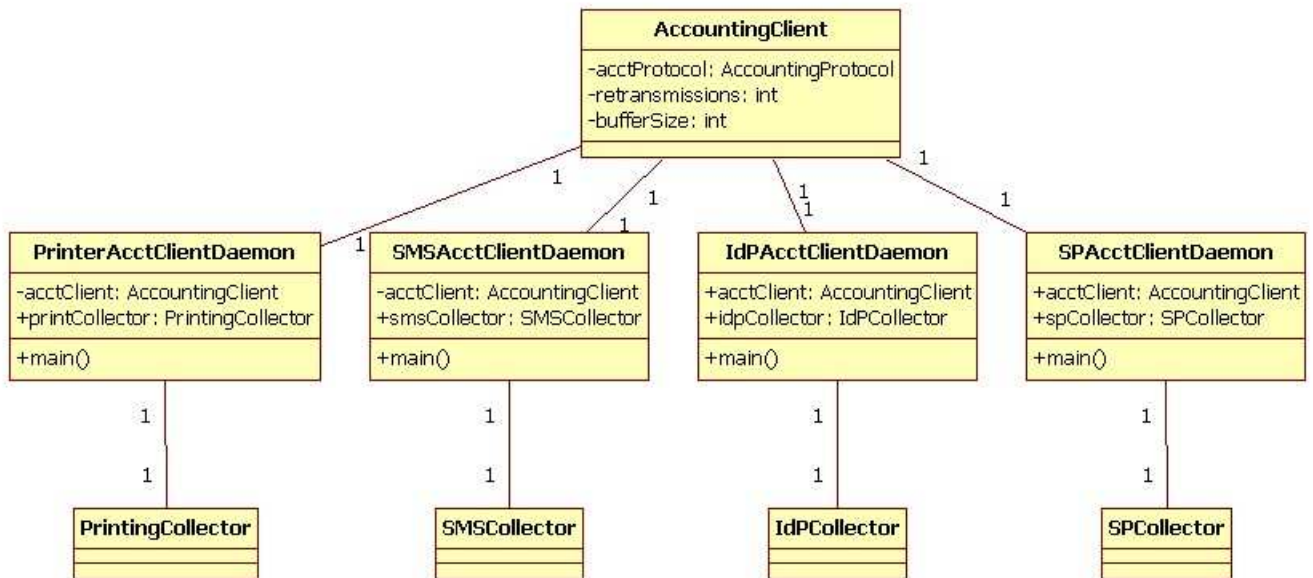 AccountingClient
-acctProtocol: AccountingProtocol
-retransmissions: int
-bufferSize: int
1
1
1
1
1
1
1
1
PrinterAcctClientDaemon
-acctClient: AccountingClient
+printCollector: PrintingCollector
+main()
SMSAcctClientDaemon
-acctClient: AccountingClient
+smsCollector: SMSCollector
+main()
IdPAcctClientDaemon
+acctClient: AccountingClient
+idpCollector: IdPCollector
+main()
SPAcctClientDaemon
+acctClient: AccountingClient
+spCollector: SPCollector
+main()
1
1
1
1
1
1
1
1
PrintingCollector
SMSCollector
IdPCollector
SPCollector